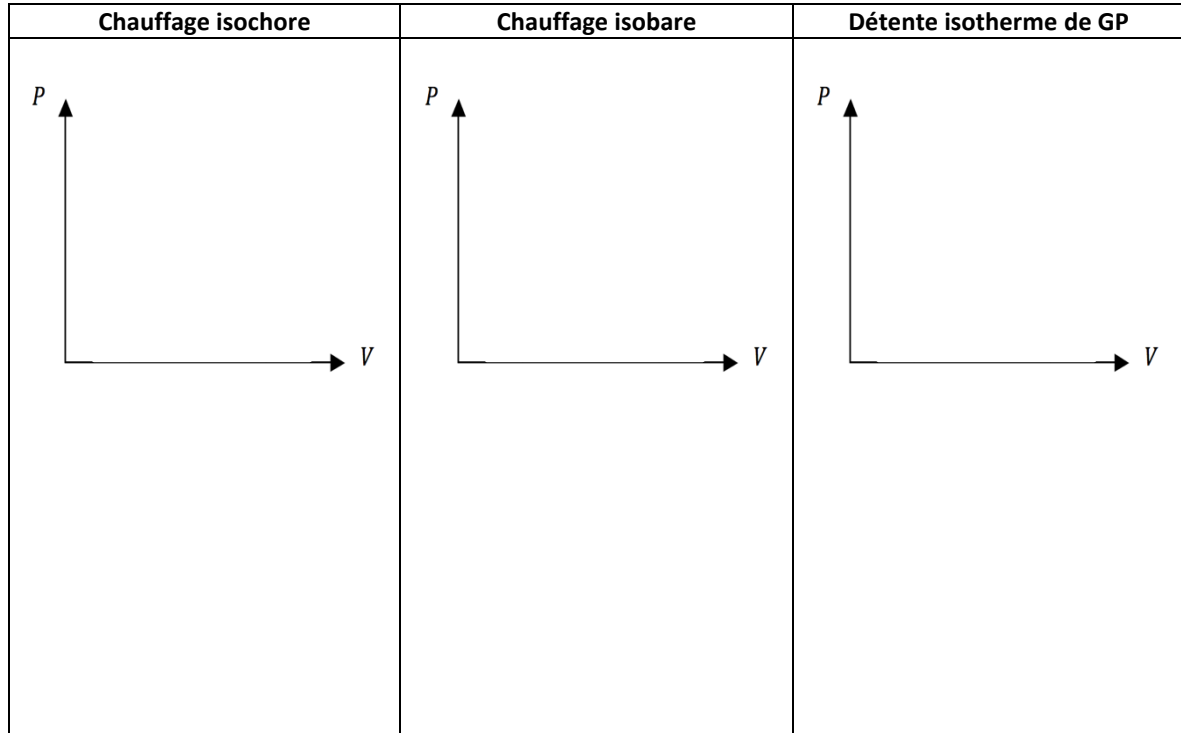 Chauffage isochore
Chauffage isobare
Détente isotherme de GP
P
P
P
V
V
V